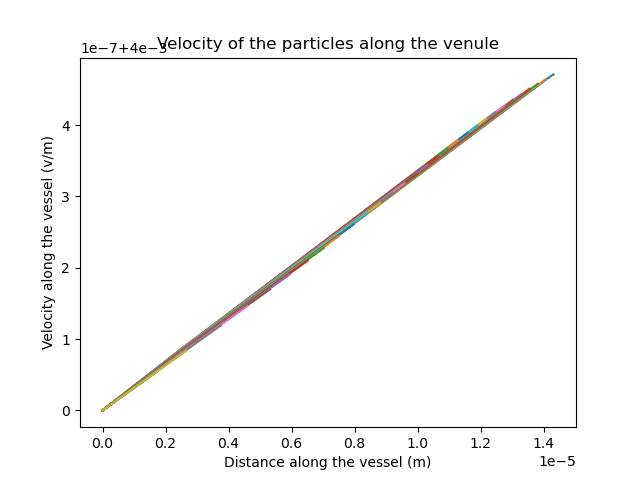 Velocity of the particles along the venule
1e−7+4e−3
4
3
2
1
0
Velocity along the vessel (v/m)
0.0 0.2 0.4 0.6 0.8 1.0 1.2 1.4
1e−5
Distance along the vessel (m)